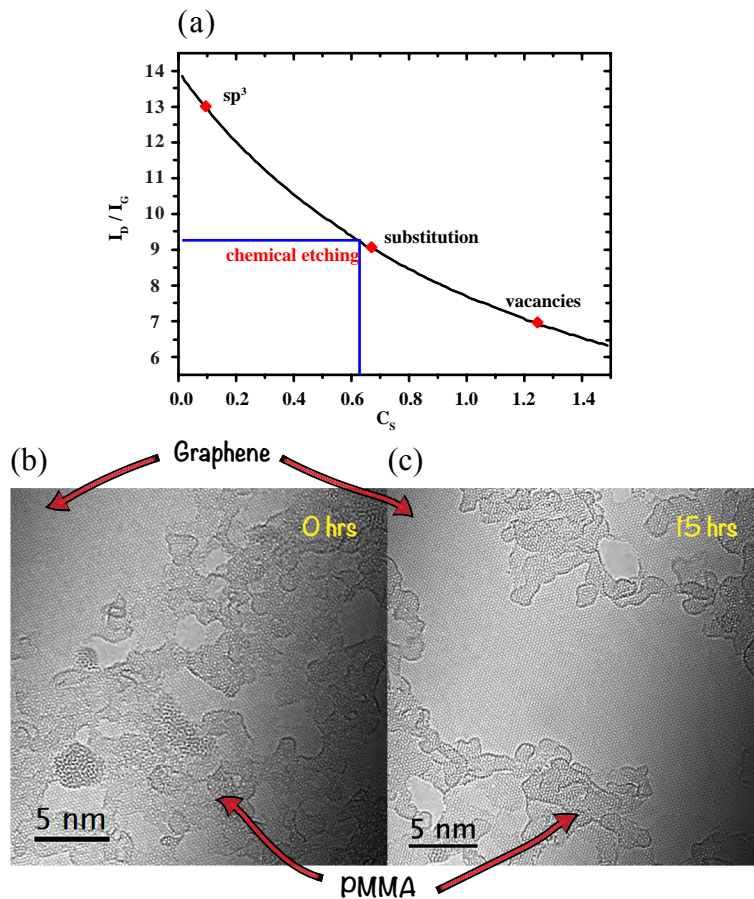 (a)
14
13
12
11
10
9
8
7
6
I_D / I_G
sp³
substitution
chemical etching
vacancies
0.0 0.2 0.4 0.6 0.8 1.0 1.2 1.4
C_S
(b) Graphene (c)
0 hrs 15 hrs
5 nm 5 nm
PMMA